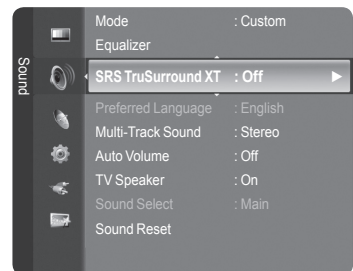 Sound
Mode : Custom
Equalizer
SRS TruSurround XT : Off
Preferred Language : English
Multi-Track Sound : Stereo
Auto Volume : Off
TV Speaker : On
Sound Select : Main
Sound Reset